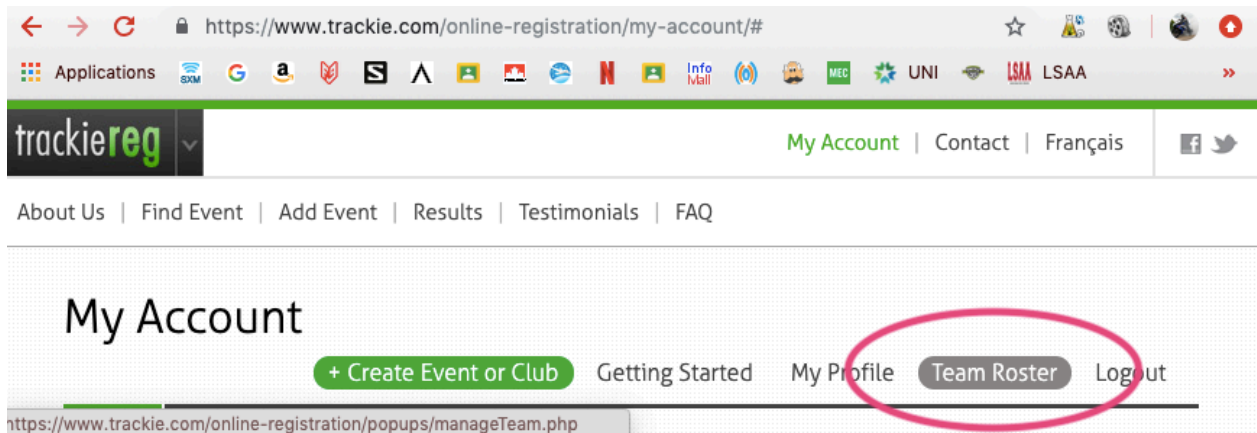 https://www.trackie.com/online-registration/my-account/#
Applications SXM G a S N Info Mall MEC UNI LSAA LSAA »
trackiereg My Account | Contact | Français f
About Us | Find Event | Add Event | Results | Testimonials | FAQ
My Account
+ Create Event or Club Getting Started My Profile Team Roster Logout
https://www.trackie.com/online-registration/popups/manageTeam.php